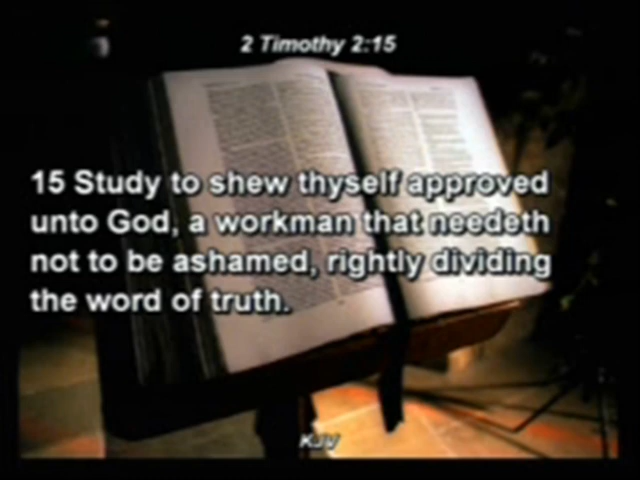 2 Timothy 2:15
15 Study to shew thyself approved
unto God, a workman that needeth
not to be ashamed, rightly dividing
the word of truth.
KJV